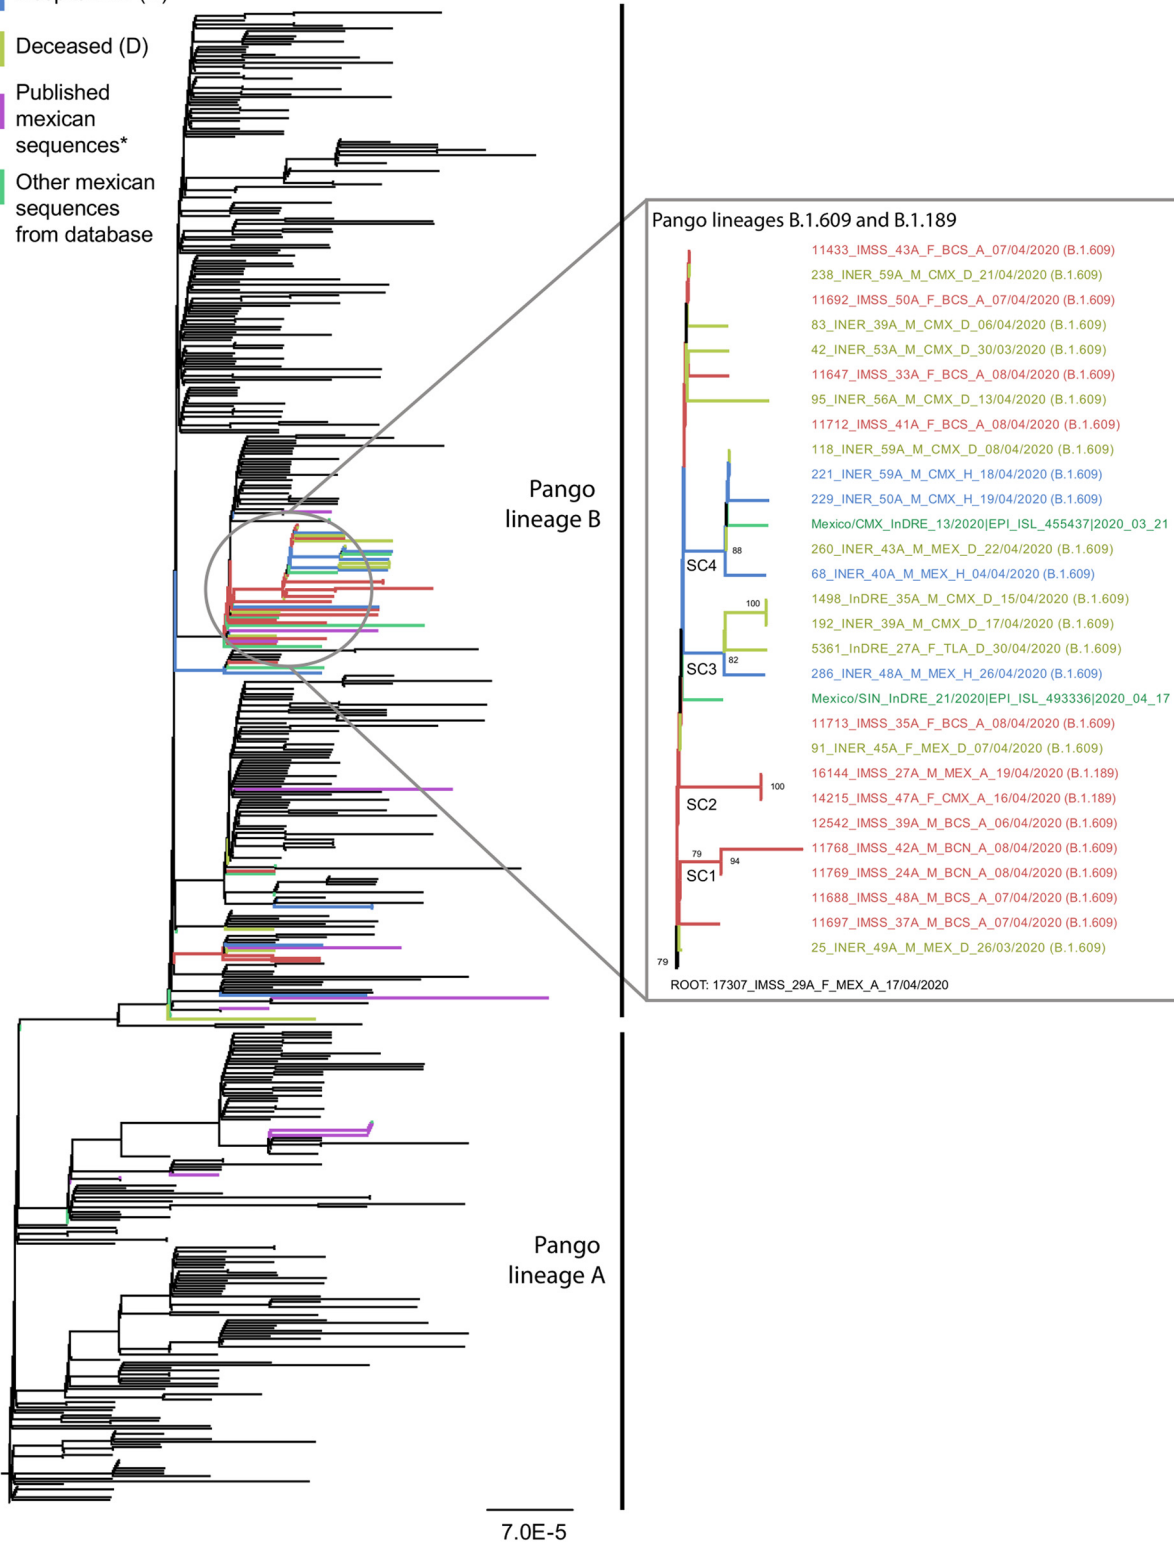 Deceased (D)
Published
mexican
sequences*
Other mexican
sequences
from database
Pango
lineage B
Pango
lineage A
7.0E-5
Pango lineages B.1.609 and B.1.189
11433_IMSS_43A_F_BCS_A_07/04/2020 (B.1.609)
238_INER_59A_M_CMX_D_21/04/2020 (B.1.609)
11692_IMSS_50A_F_BCS_A_07/04/2020 (B.1.609)
83_INER_39A_M_CMX_D_06/04/2020 (B.1.609)
42_INER_53A_M_CMX_D_30/03/2020 (B.1.609)
11647_IMSS_33A_F_BCS_A_08/04/2020 (B.1.609)
95_INER_56A_M_CMX_D_13/04/2020 (B.1.609)
11712_IMSS_41A_F_BCS_A_08/04/2020 (B.1.609)
118_INER_59A_M_CMX_D_08/04/2020 (B.1.609)
221_INER_59A_M_CMX_H_18/04/2020 (B.1.609)
229_INER_50A_M_CMX_H_19/04/2020 (B.1.609)
Mexico/CMX_InDRE_13/2020|EPI_ISL_455437|2020_03_21
88
260_INER_43A_M_MEX_D_22/04/2020 (B.1.609)
SC4
68_INER_40A_M_MEX_H_04/04/2020 (B.1.609)
100
1498_InDRE_35A_M_CMX_D_15/04/2020 (B.1.609)
192_INER_39A_M_CMX_D_17/04/2020 (B.1.609)
5361_InDRE_27A_F_TLA_D_30/04/2020 (B.1.609)
82
SC3
286_INER_48A_M_MEX_H_26/04/2020 (B.1.609)
Mexico/SIN_InDRE_21/2020|EPI_ISL_493336|2020_04_17
11713_IMSS_35A_F_BCS_A_08/04/2020 (B.1.609)
91_INER_45A_F_MEX_D_07/04/2020 (B.1.609)
16144_IMSS_27A_M_MEX_A_19/04/2020 (B.1.189)
100
SC2
14215_IMSS_47A_F_CMX_A_16/04/2020 (B.1.189)
12542_IMSS_39A_M_BCS_A_06/04/2020 (B.1.609)
79
11768_IMSS_42A_M_BCN_A_08/04/2020 (B.1.609)
94
SC1
11769_IMSS_24A_M_BCN_A_08/04/2020 (B.1.609)
11688_IMSS_48A_M_BCS_A_07/04/2020 (B.1.609)
11697_IMSS_37A_M_BCS_A_07/04/2020 (B.1.609)
25_INER_49A_M_MEX_D_26/03/2020 (B.1.609)
79
ROOT: 17307_IMSS_29A_F_MEX_A_17/04/2020